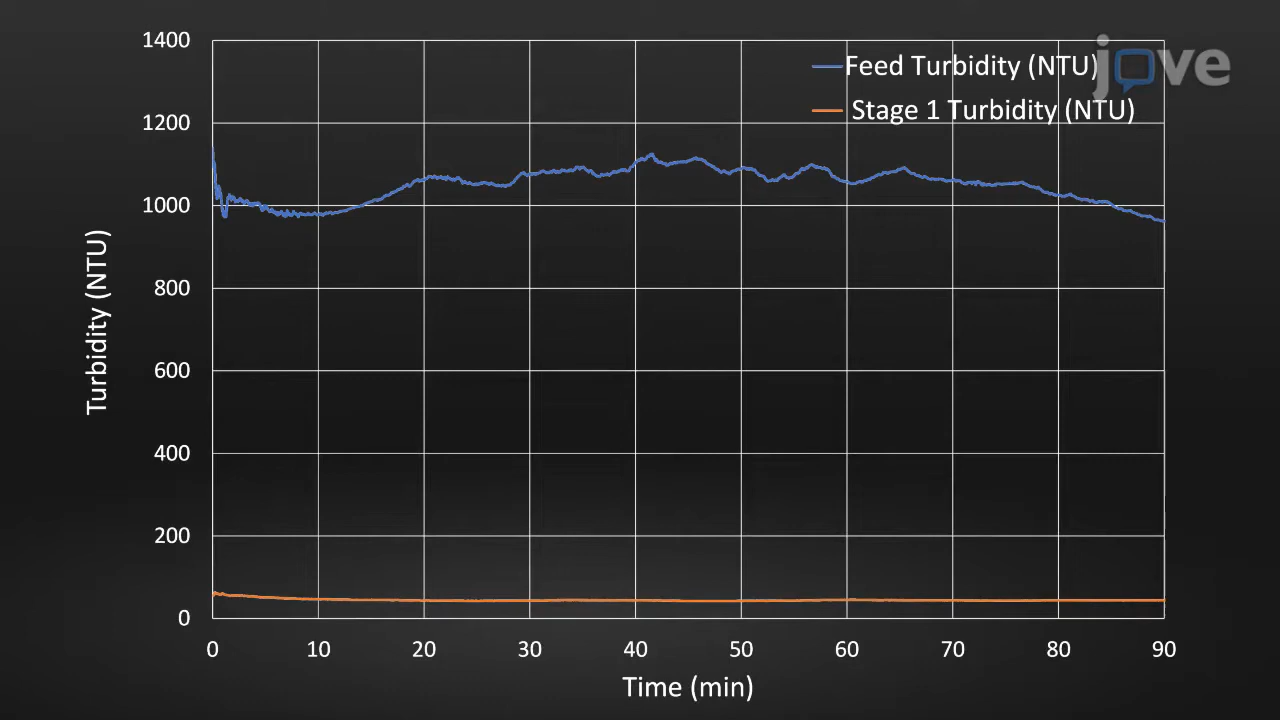 jove
Feed Turbidity (NTU)
Stage 1 Turbidity (NTU)
1400
1200
1000
800
600
400
200
0
Turbidity (NTU)
0 10 20 30 40 50 60 70 80 90
Time (min)